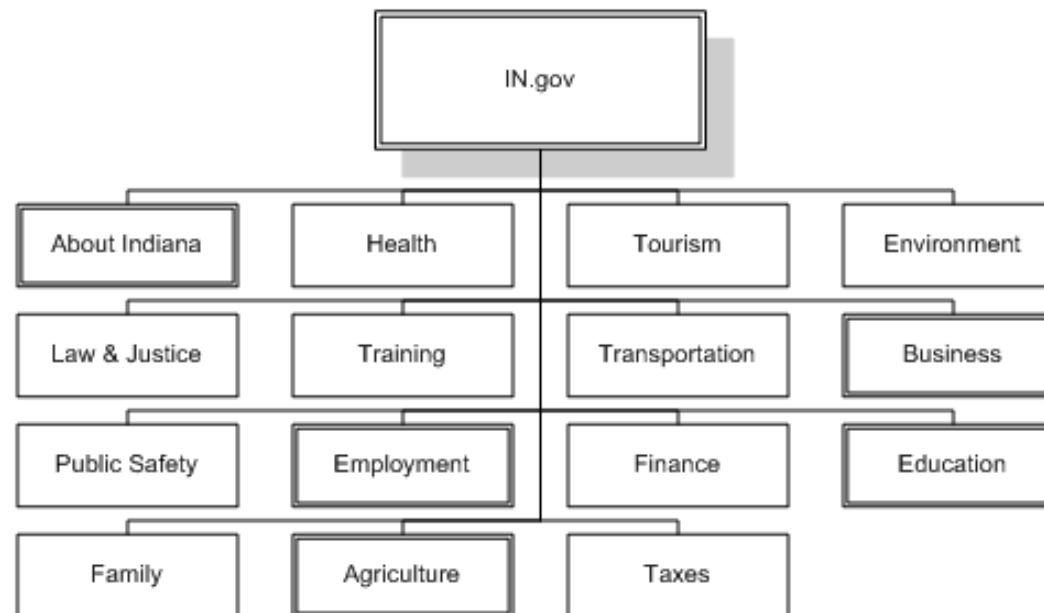 IN.gov
About Indiana
Health
Tourism
Environment
Law & Justice
Training
Transportation
Business
Public Safety
Employment
Finance
Education
Family
Agriculture
Taxes